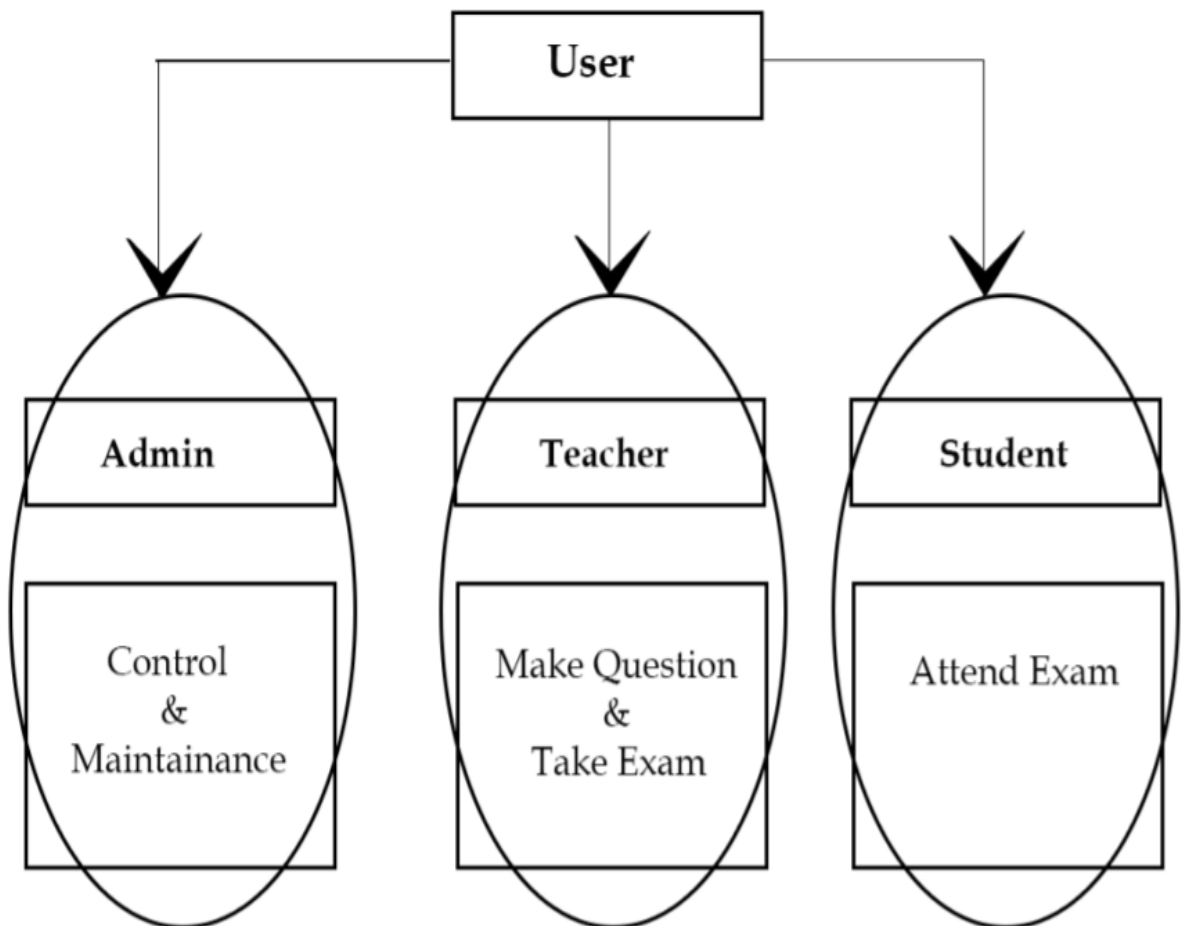 User
Admin
Control
&
Maintainance
Teacher
Make Question
&
Take Exam
Student
Attend Exam